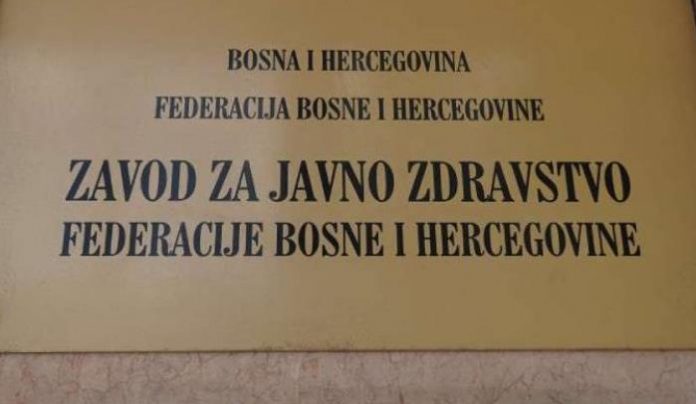 BOSNA I HERCEGOVINA
FEDERACIJA BOSNE I HERCEGOVINE
ZAVOD ZA JAVNO ZDRAVSTVO
FEDERACIJE BOSNE I HERCEGOVINE